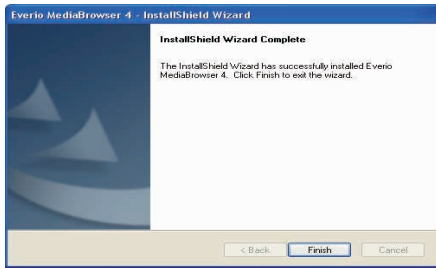 Everio MediaBrowser 4 - InstallShield Wizard
InstallShield Wizard Complete
The InstallShield Wizard has successfully installed Everio
MediaBrowser 4. Click Finish to exit the wizard.
< Back
Finish
Cancel